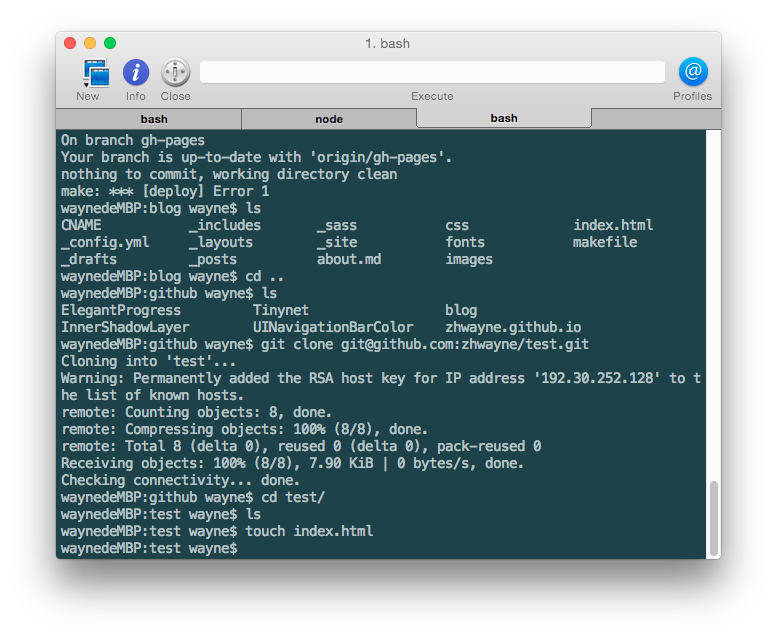 1. bash
New Info Close Execute Profiles
bash node bash
On branch gh-pages
Your branch is up-to-date with 'origin/gh-pages'.
nothing to commit, working directory clean
make: *** [deploy] Error 1
waynedeMBP:blog wayne$ ls
CNAME _includes _sass css index.html
_config.yml _layouts _site fonts makefile
_drafts _posts about.md images
waynedeMBP:blog wayne$ cd ..
waynedeMBP:github wayne$ ls
ElegantProgress Tinynet blog
InnerShadowLayer UINavigationBarColor zhwayne.github.io
waynedeMBP:github wayne$ git clone git@github.com:zhwayne/test.git
Cloning into 'test'...
Warning: Permanently added the RSA host key for IP address '192.30.252.128' to t
he list of known hosts.
remote: Counting objects: 8, done.
remote: Compressing objects: 100% (8/8), done.
remote: Total 8 (delta 0), reused 0 (delta 0), pack-reused 0
Receiving objects: 100% (8/8), 7.90 KiB | 0 bytes/s, done.
Checking connectivity... done.
waynedeMBP:github wayne$ cd test/
waynedeMBP:test wayne$ ls
waynedeMBP:test wayne$ touch index.html
waynedeMBP:test wayne$